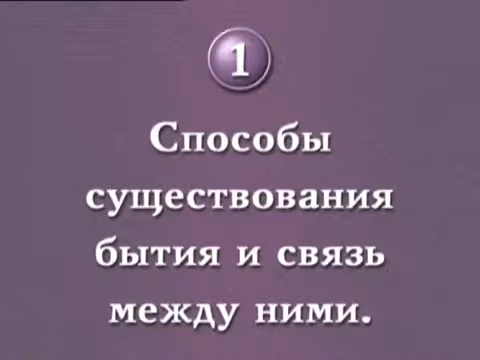 1
Способы
существования
бытия и связь
между ними.